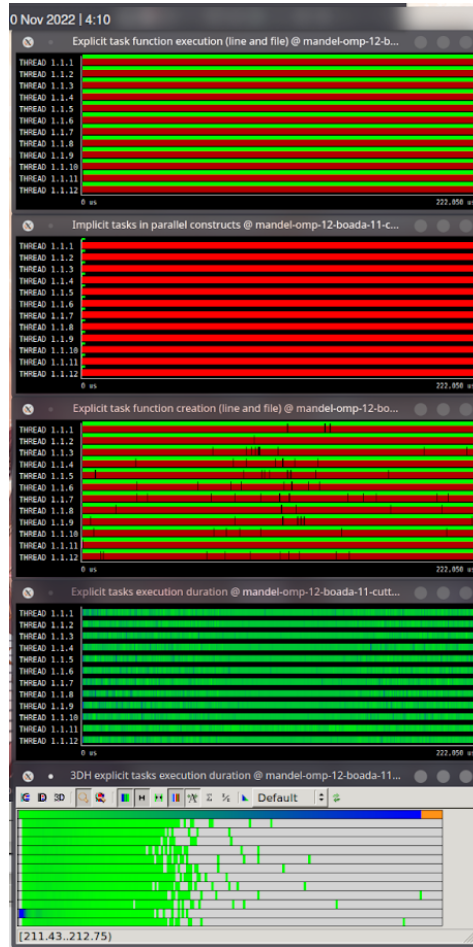 0 Nov 2022 | 4:10
Explicit task function execution (line and file) @ mandel-omp-12-b...
THREAD 1.1.1
THREAD 1.1.2
THREAD 1.1.3
THREAD 1.1.4
THREAD 1.1.5
THREAD 1.1.6
THREAD 1.1.7
THREAD 1.1.8
THREAD 1.1.9
THREAD 1.1.10
THREAD 1.1.11
THREAD 1.1.12
0 us 222,050 us
Implicit tasks in parallel constructs @ mandel-omp-12-boada-11-c...
THREAD 1.1.1
THREAD 1.1.2
THREAD 1.1.3
THREAD 1.1.4
THREAD 1.1.5
THREAD 1.1.6
THREAD 1.1.7
THREAD 1.1.8
THREAD 1.1.9
THREAD 1.1.10
THREAD 1.1.11
THREAD 1.1.12
0 us 222,050 us
Explicit task function creation (line and file) @ mandel-omp-12-bo...
THREAD 1.1.1
THREAD 1.1.2
THREAD 1.1.3
THREAD 1.1.4
THREAD 1.1.5
THREAD 1.1.6
THREAD 1.1.7
THREAD 1.1.8
THREAD 1.1.9
THREAD 1.1.10
THREAD 1.1.11
THREAD 1.1.12
0 us 222,050 us
Explicit tasks execution duration @ mandel-omp-12-boada-11-cutt...
THREAD 1.1.1
THREAD 1.1.2
THREAD 1.1.3
THREAD 1.1.4
THREAD 1.1.5
THREAD 1.1.6
THREAD 1.1.7
THREAD 1.1.8
THREAD 1.1.9
THREAD 1.1.10
THREAD 1.1.11
THREAD 1.1.12
0 us 222,050 us
3DH explicit tasks execution duration @ mandel-omp-12-boada-11...
ID 3D H Σ ½ Default
[211.43..212.75)